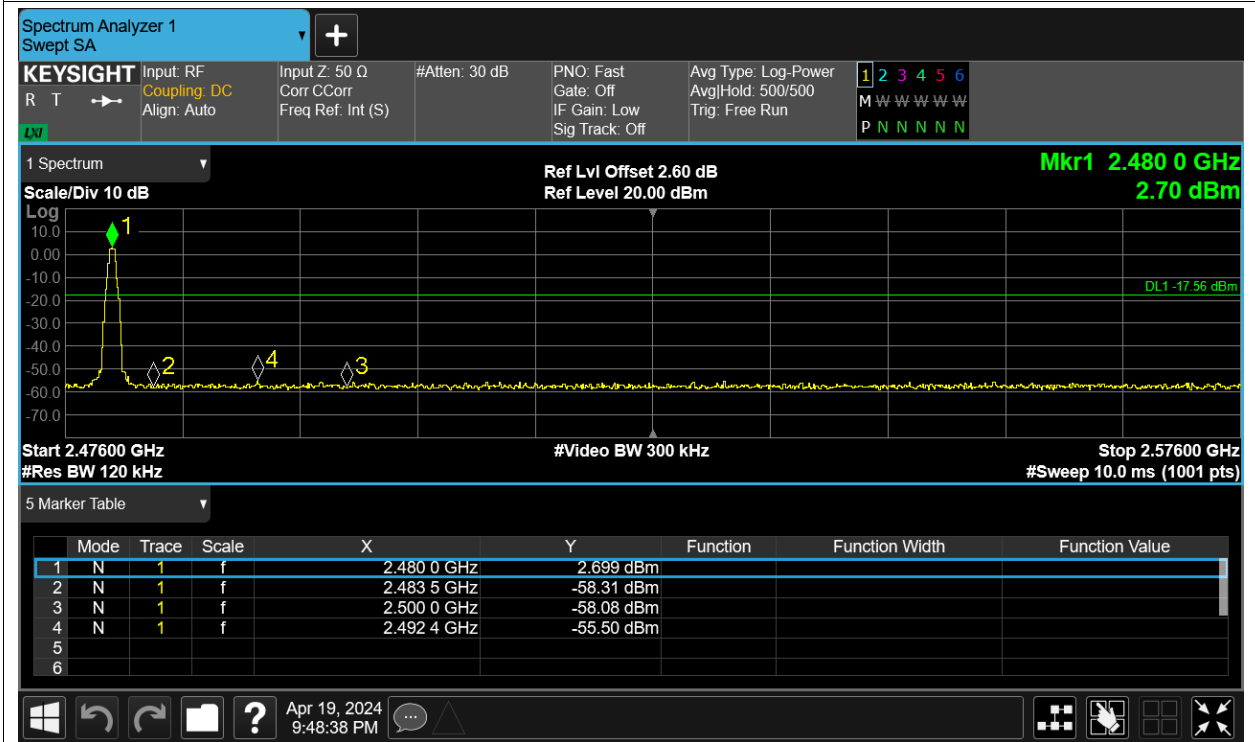 Spectrum Analyzer 1
Swept SA
+
KEYSIGHT Input: RF Input Z: 50 Ω #Atten: 30 dB PNO: Fast Avg Type: Log-Power 1 2 3 4 5 6
R T Coupling: DC Corr CCorr Gate: Off Avg|Hold: 500/500 M W W W W W
Align: Auto Freq Ref: Int (S) IF Gain: Low Trig: Free Run
LXI Sig Track: Off P N N N N N
1 Spectrum Ref Lvl Offset 2.60 dB Mkr1 2.480 0 GHz
Scale/Div 10 dB Ref Level 20.00 dBm 2.70 dBm
Log
1
10.0
0.00
-10.0
DL1 -17.56 dBm
-20.0
-30.0
-40.0
2 4 3
-50.0
-60.0
-70.0
Start 2.47600 GHz #Video BW 300 kHz Stop 2.57600 GHz
#Res BW 120 kHz #Sweep 10.0 ms (1001 pts)
5 Marker Table
Mode Trace Scale X Y Function Function Width Function Value
1 N 1 f 2.480 0 GHz 2.699 dBm
2 N 1 f 2.483 5 GHz -58.31 dBm
3 N 1 f 2.500 0 GHz -58.08 dBm
4 N 1 f 2.492 4 GHz -55.50 dBm
5
6
? Apr 19, 2024
9:48:38 PM